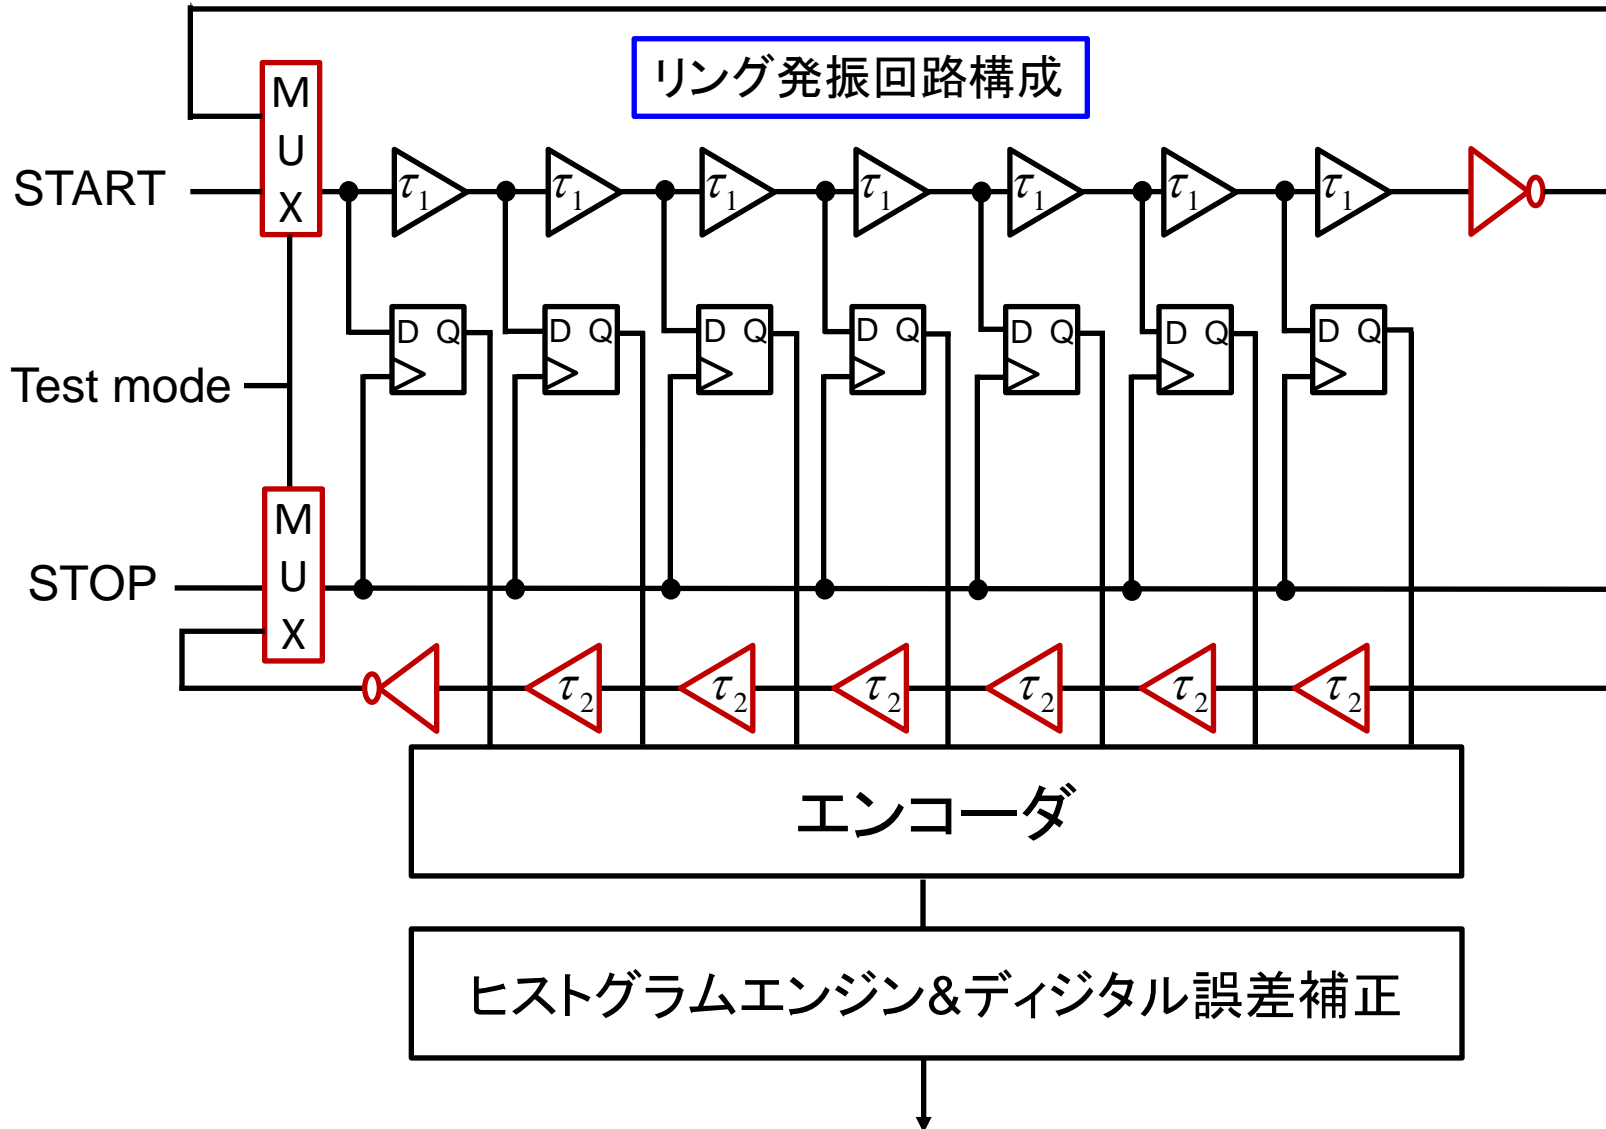 リング発振回路構成
M
U
X
START
τ1 τ1 τ1 τ1 τ1 τ1 τ1
D Q D Q D Q D Q D Q D Q D Q
Test mode
M
U
X
STOP
τ2 τ2 τ2 τ2 τ2 τ2
エンコーダ
ヒストグラムエンジン&ディジタル誤差補正